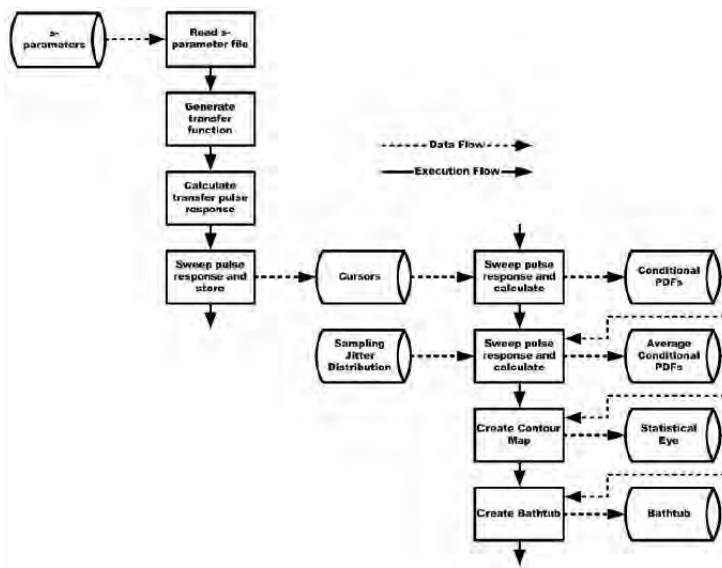 s-
parameters
Read s-
parameter file
Generate
transfer
function
Calculate
transfer pulse
response
Sweep pulse
response and
store
Data Flow
Execution Flow
Cursors
Sweep pulse
response and
calculate
Conditional
PDFs
Sampling
Jitter
Distribution
Sweep pulse
response and
calculate
Average
Conditional
PDFs
Create Contour
Map
Statistical
Eye
Create Bathtub
Bathtub